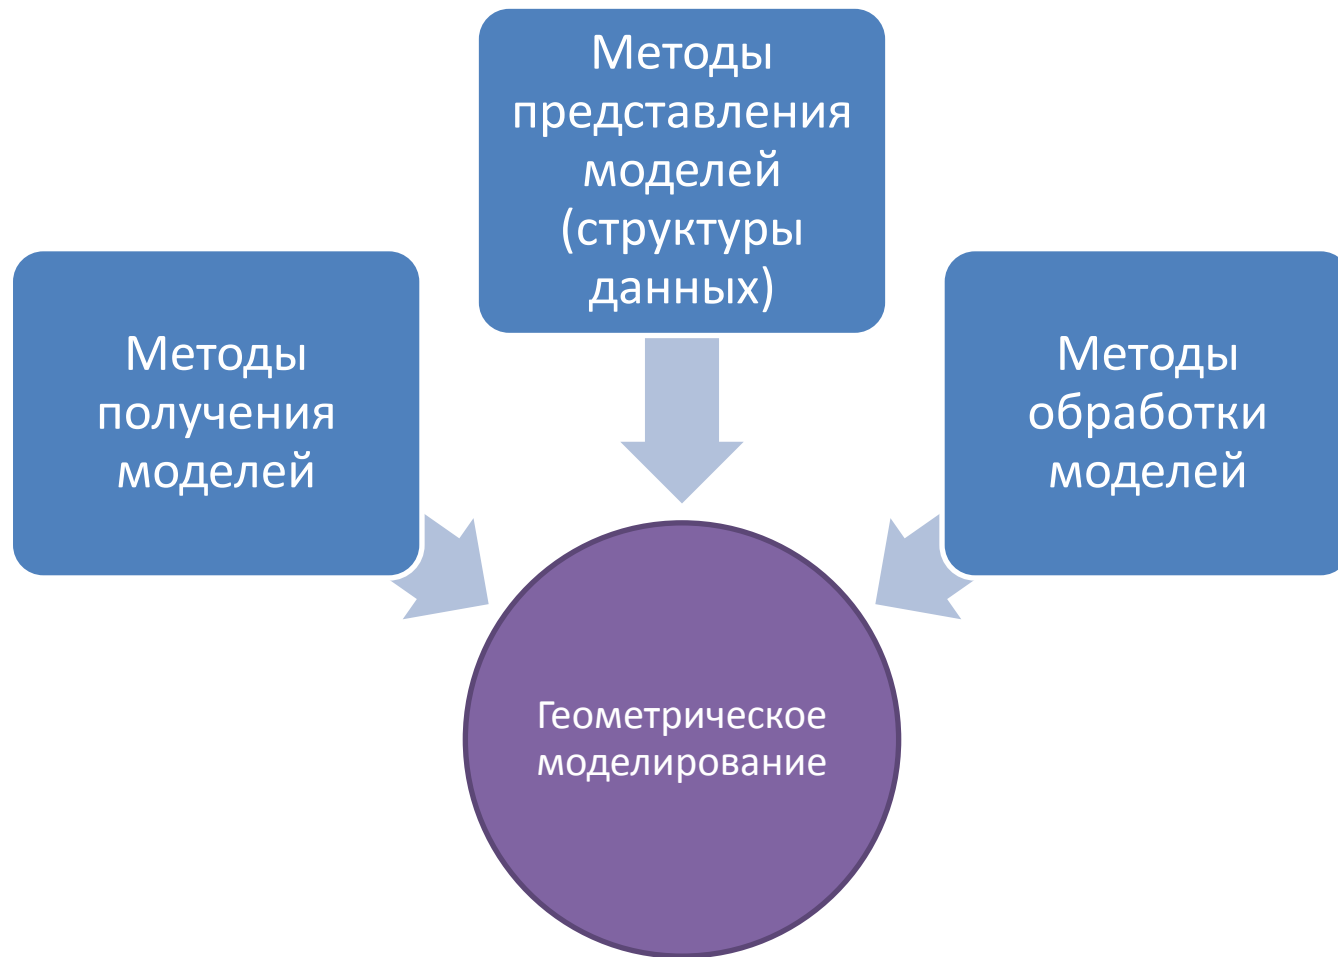 Методы
представления
моделей
(структуры
данных)
Методы
получения
моделей
Методы
обработки
моделей
Геометрическое
моделирование